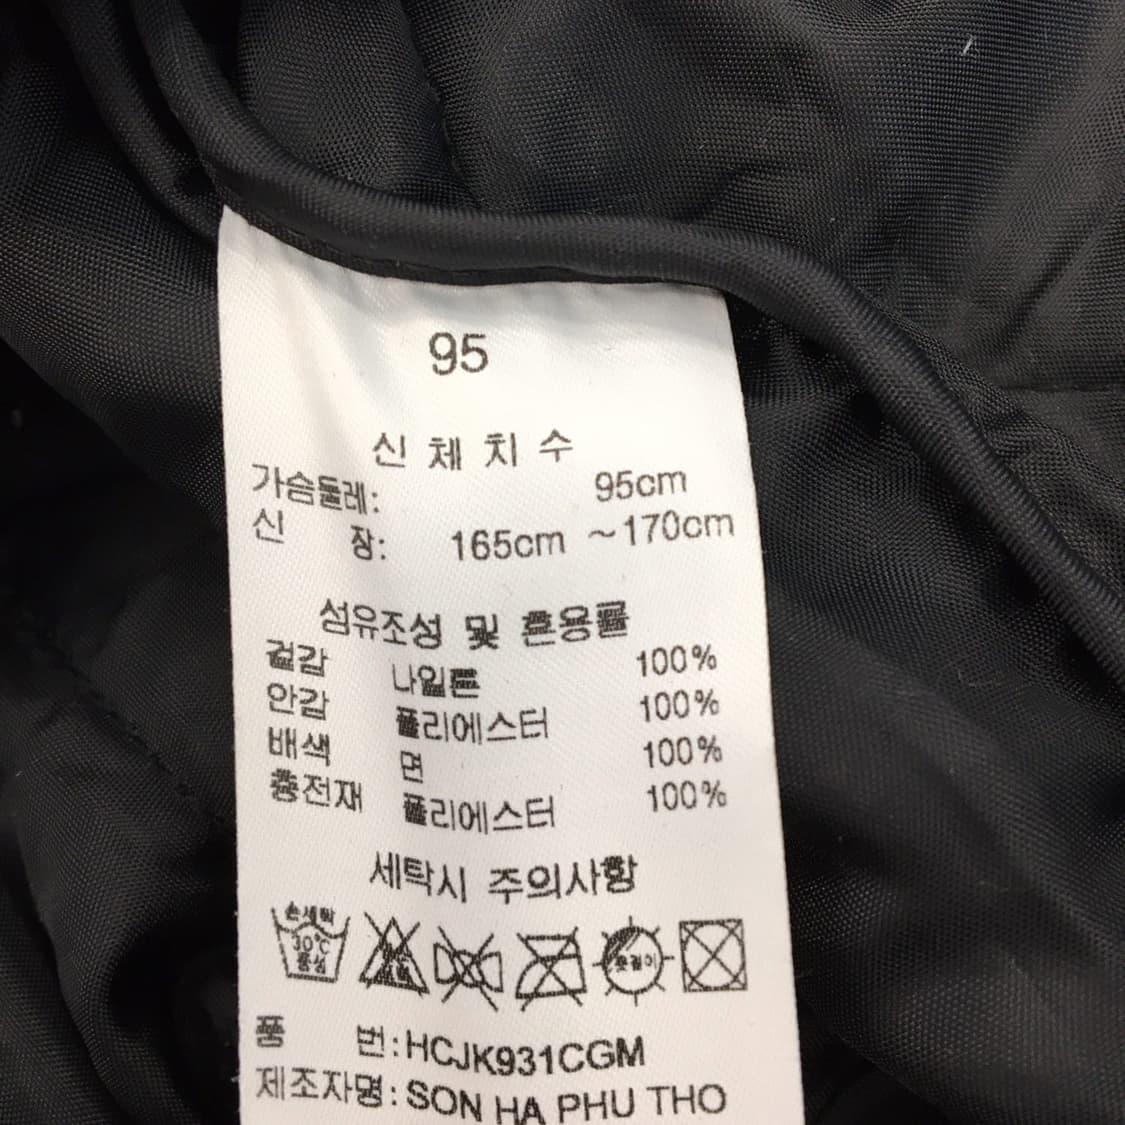 95
신 체 치 수
가슴둘레: 95cm
신 장: 165cm ~170cm
섬유조성 및 혼용률
겉감 나일론 100%
안감 폴리에스터 100%
배색 면 100%
충전재 폴리에스터 100%
세탁시 주의사항
손세탁
30℃
중성
옷걸이
품 번:HCJK931CGM
제조자명:SON HA PHU THO